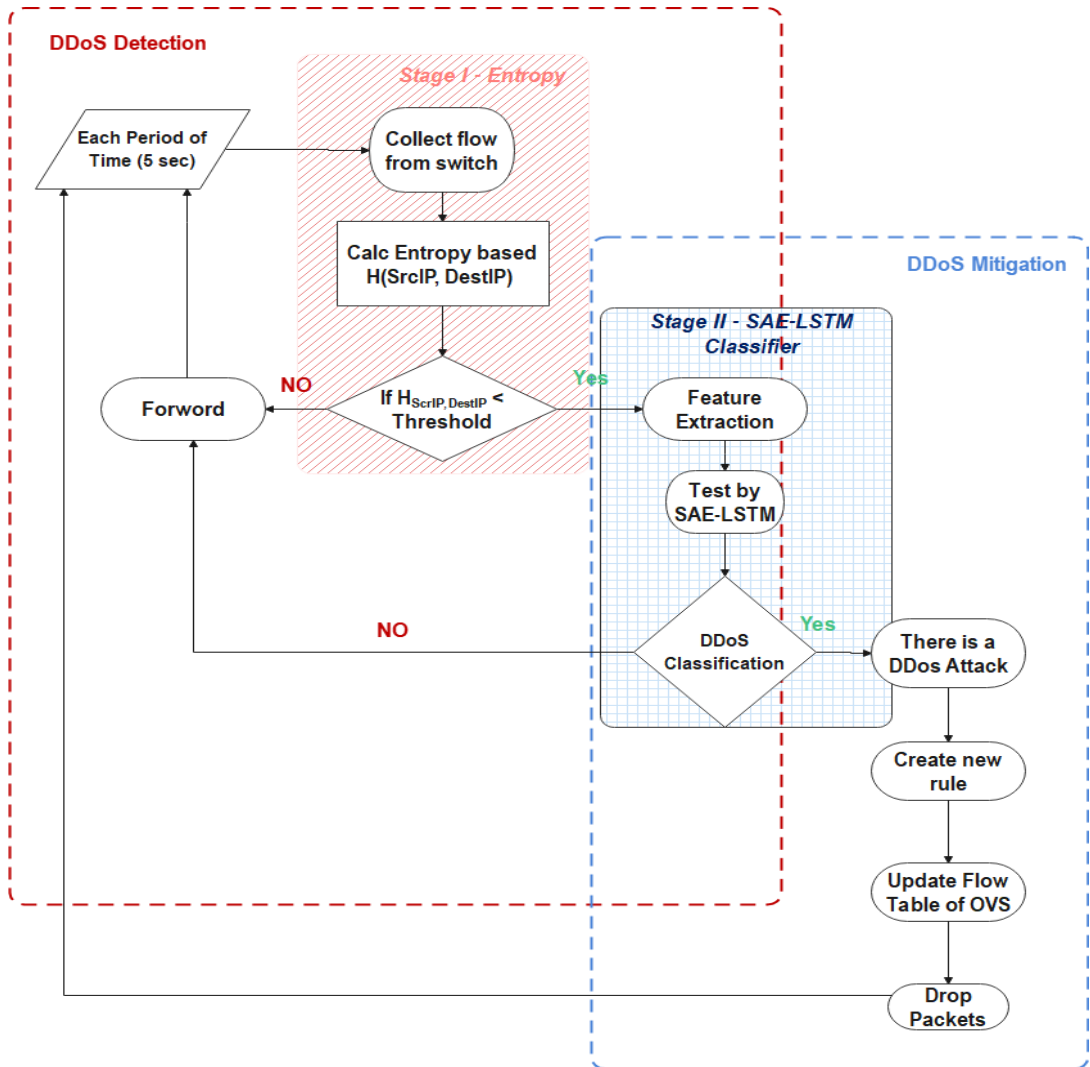 DDoS Detection
Stage I - Entropy
Each Period of
Time (5 sec)
Collect flow
from switch
Calc Entropy based
H(SrcIP, DestIP)
DDoS Mitigation
Stage II - SAE-LSTM
Classifier
NO
Yes
Forword
If HScrIP, DestIP <
Threshold
Feature
Extraction
Test by
SAE-LSTM
NO
Yes
DDoS
Classification
There is a
DDos Attack
Create new
rule
Update Flow
Table of OVS
Drop
Packets